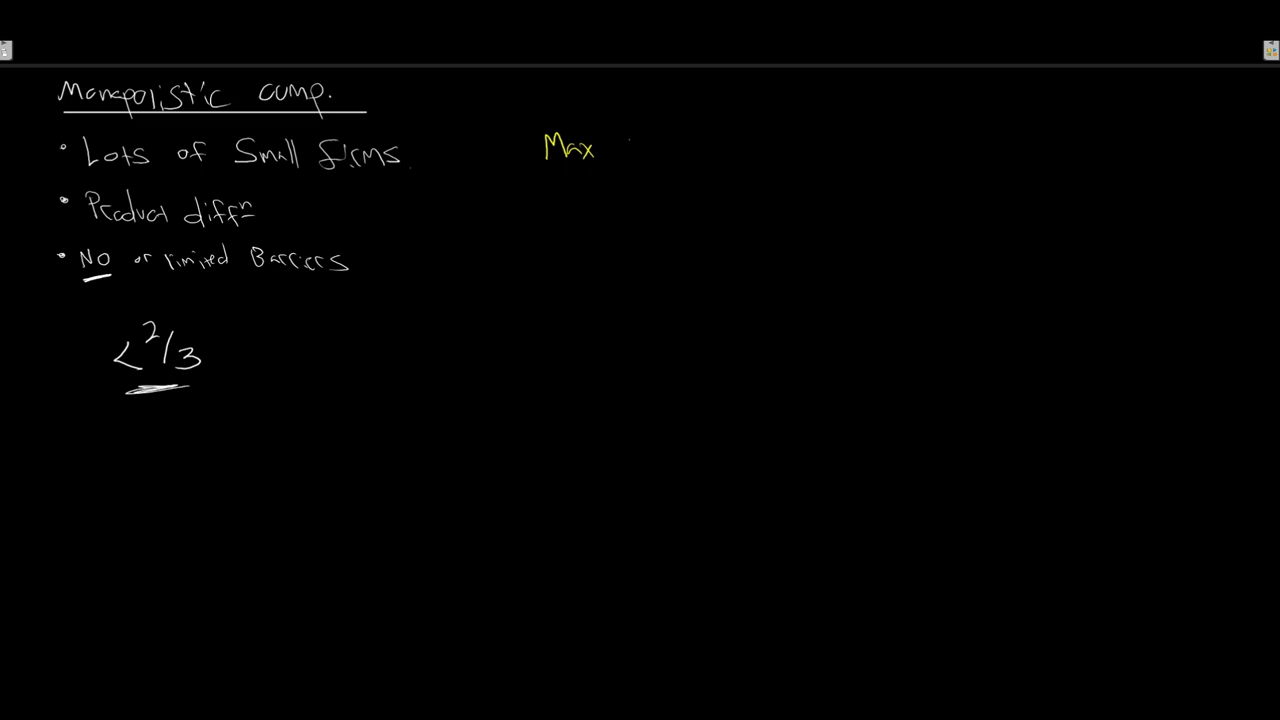 Monopolistic comp.
• Lots of Small firms.
Max
• Product diffⁿ
• NO or limited Barriers
< 2/3